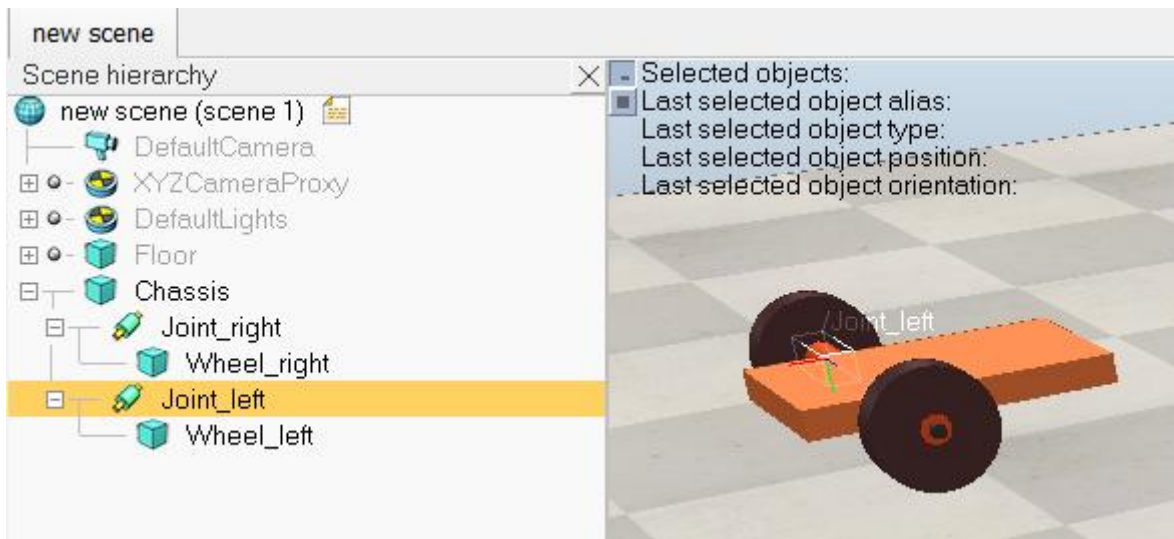 new scene
Scene hierarchy
new scene (scene 1)
DefaultCamera
XYZCameraProxy
DefaultLights
Floor
Chassis
Joint_right
Wheel_right
Joint_left
Wheel_left
Selected objects:
Last selected object alias:
Last selected object type:
Last selected object position:
Last selected object orientation:
/Joint_left